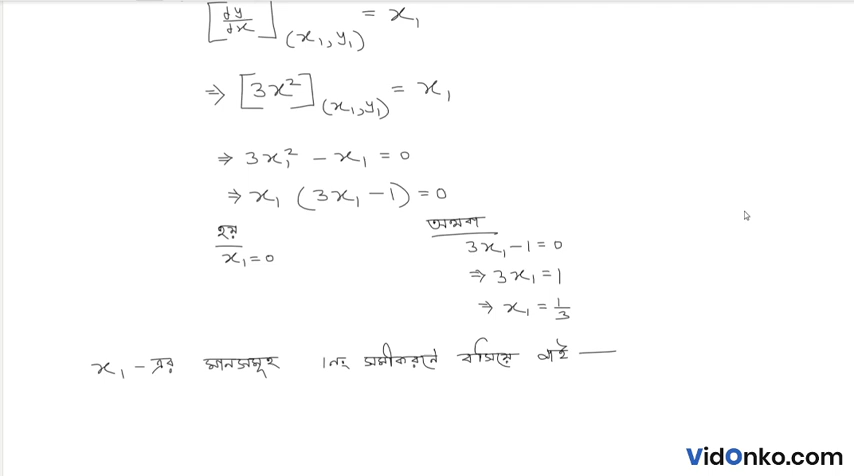 [dy/dx](x₁, y₁) = x₁
⇒ [3x²](x₁, y₁) = x₁
⇒ 3x₁² - x₁ = 0
⇒ x₁ (3x₁ - 1) = 0
হয় অথবা
x₁ = 0 3x₁ - 1 = 0
⇒ 3x₁ = 1
⇒ x₁ = 1/3
x₁ - এর মানসমূহ 1নং সমীকরণে বসিয়ে পাই —
VidOnko.com